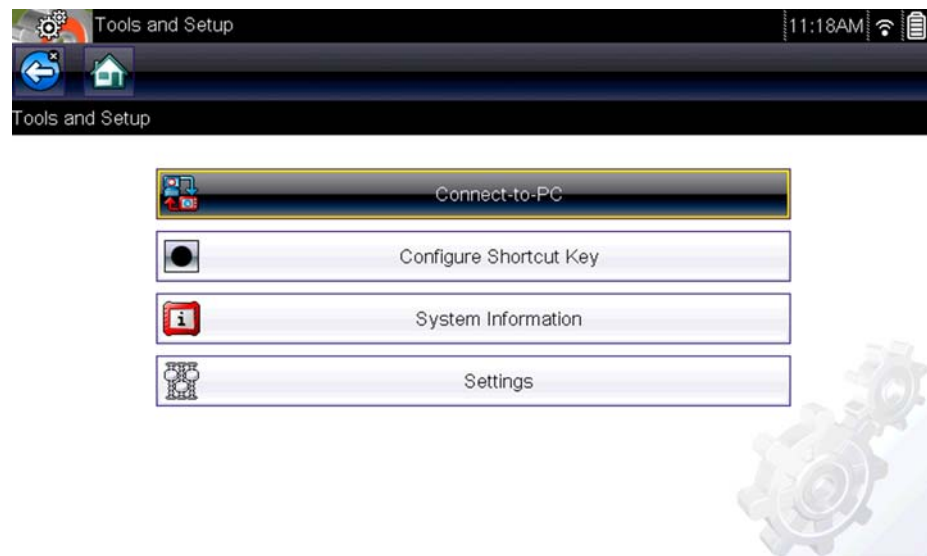 Tools and Setup
11:18AM
Tools and Setup
Connect-to-PC
Configure Shortcut Key
System Information
Settings